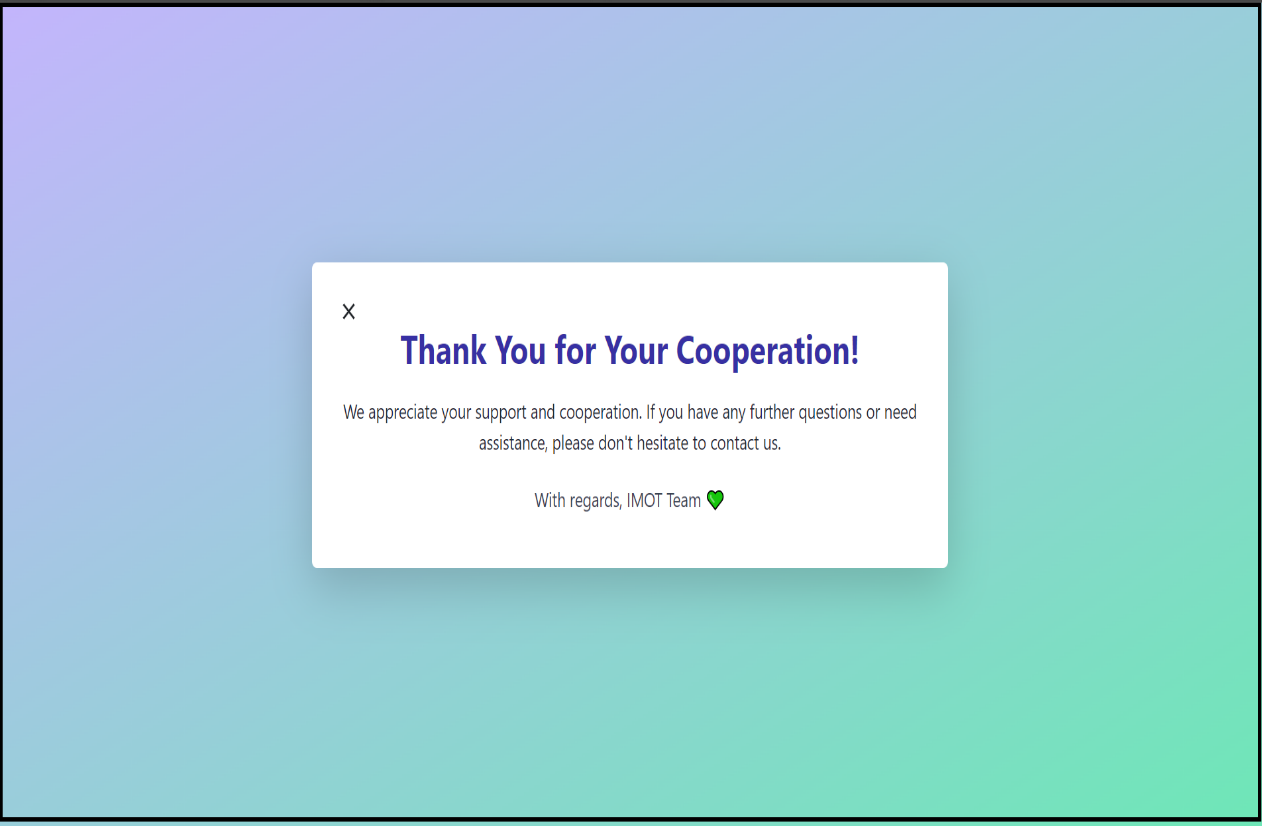 X
Thank You for Your Cooperation!
We appreciate your support and cooperation. If you have any further questions or need
assistance, please don't hesitate to contact us.
With regards, IMOT Team 💚